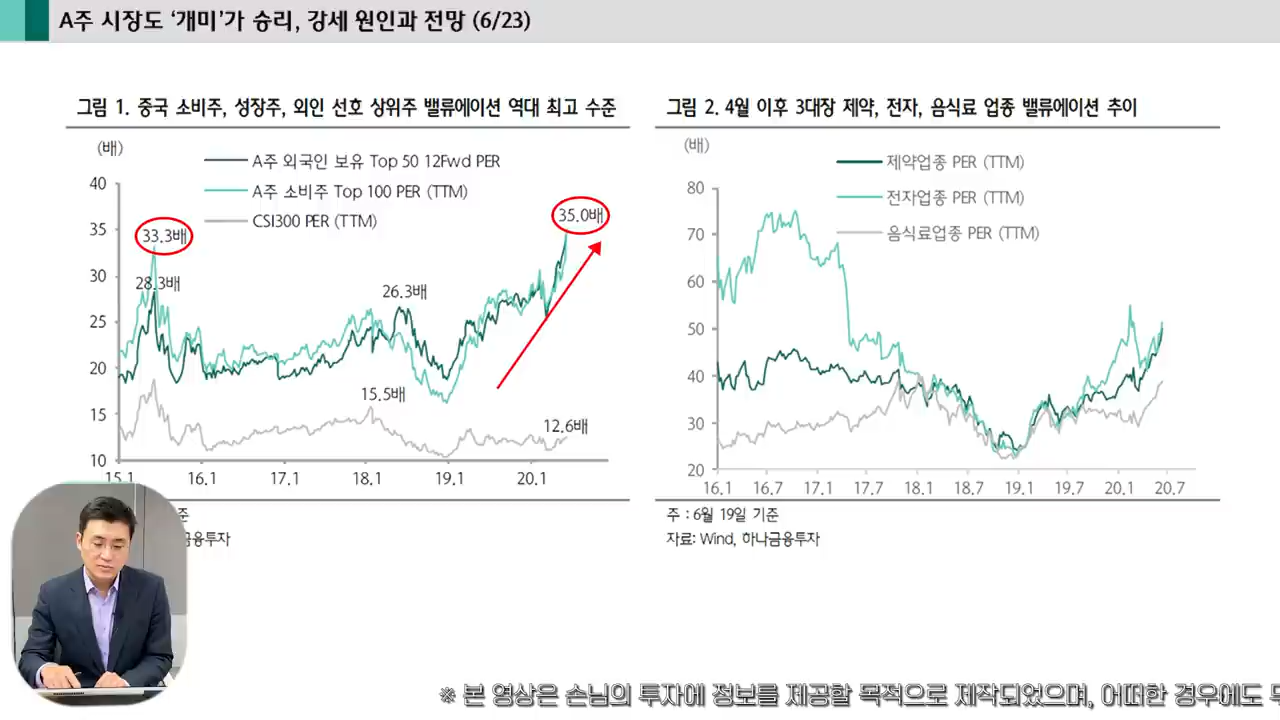 A주 시장도 '개미'가 승리, 강세 원인과 전망 (6/23)
그림 1. 중국 소비주, 성장주, 외인 선호 상위주 밸류에이션 역대 최고 수준
(배)
A주 외국인 보유 Top 50 12Fwd PER
A주 소비주 Top 100 PER (TTM)
CSI300 PER (TTM)
40
35
30
25
20
15
10
33.3배
28.3배
26.3배
35.0배
15.5배
12.6배
15.1
16.1
17.1
18.1
19.1
20.1
준
금융투자
그림 2. 4월 이후 3대장 제약, 전자, 음식료 업종 밸류에이션 추이
(배)
제약업종 PER (TTM)
전자업종 PER (TTM)
음식료업종 PER (TTM)
80
70
60
50
40
30
20
16.1
16.7
17.1
17.7
18.1
18.7
19.1
19.7
20.1
20.7
주 : 6월 19일 기준
자료: Wind, 하나금융투자
※ 본 영상은 손님의 투자에 정보를 제공할 목적으로 제작되었으며, 어떠한 경우에도